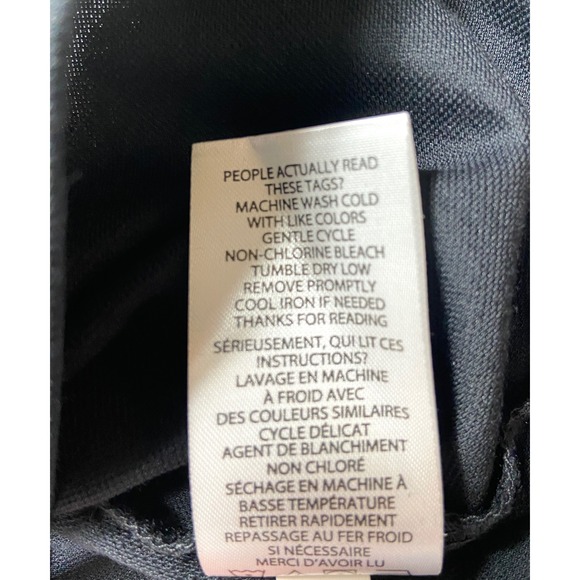 PEOPLE ACTUALLY READ
THESE TAGS?
MACHINE WASH COLD
WITH LIKE COLORS
GENTLE CYCLE
NON-CHLORINE BLEACH
TUMBLE DRY LOW
REMOVE PROMPTLY
COOL IRON IF NEEDED
THANKS FOR READING
SÉRIEUSEMENT, QUI LIT CES
INSTRUCTIONS?
LAVAGE EN MACHINE
À FROID AVEC
DES COULEURS SIMILAIRES
CYCLE DÉLICAT
AGENT DE BLANCHIMENT
NON CHLORÉ
SÉCHAGE EN MACHINE À
BASSE TEMPÉRATURE
RETIRER RAPIDEMENT
REPASSAGE AU FER FROID
SI NÉCESSAIRE
MERCI D'AVOIR LU